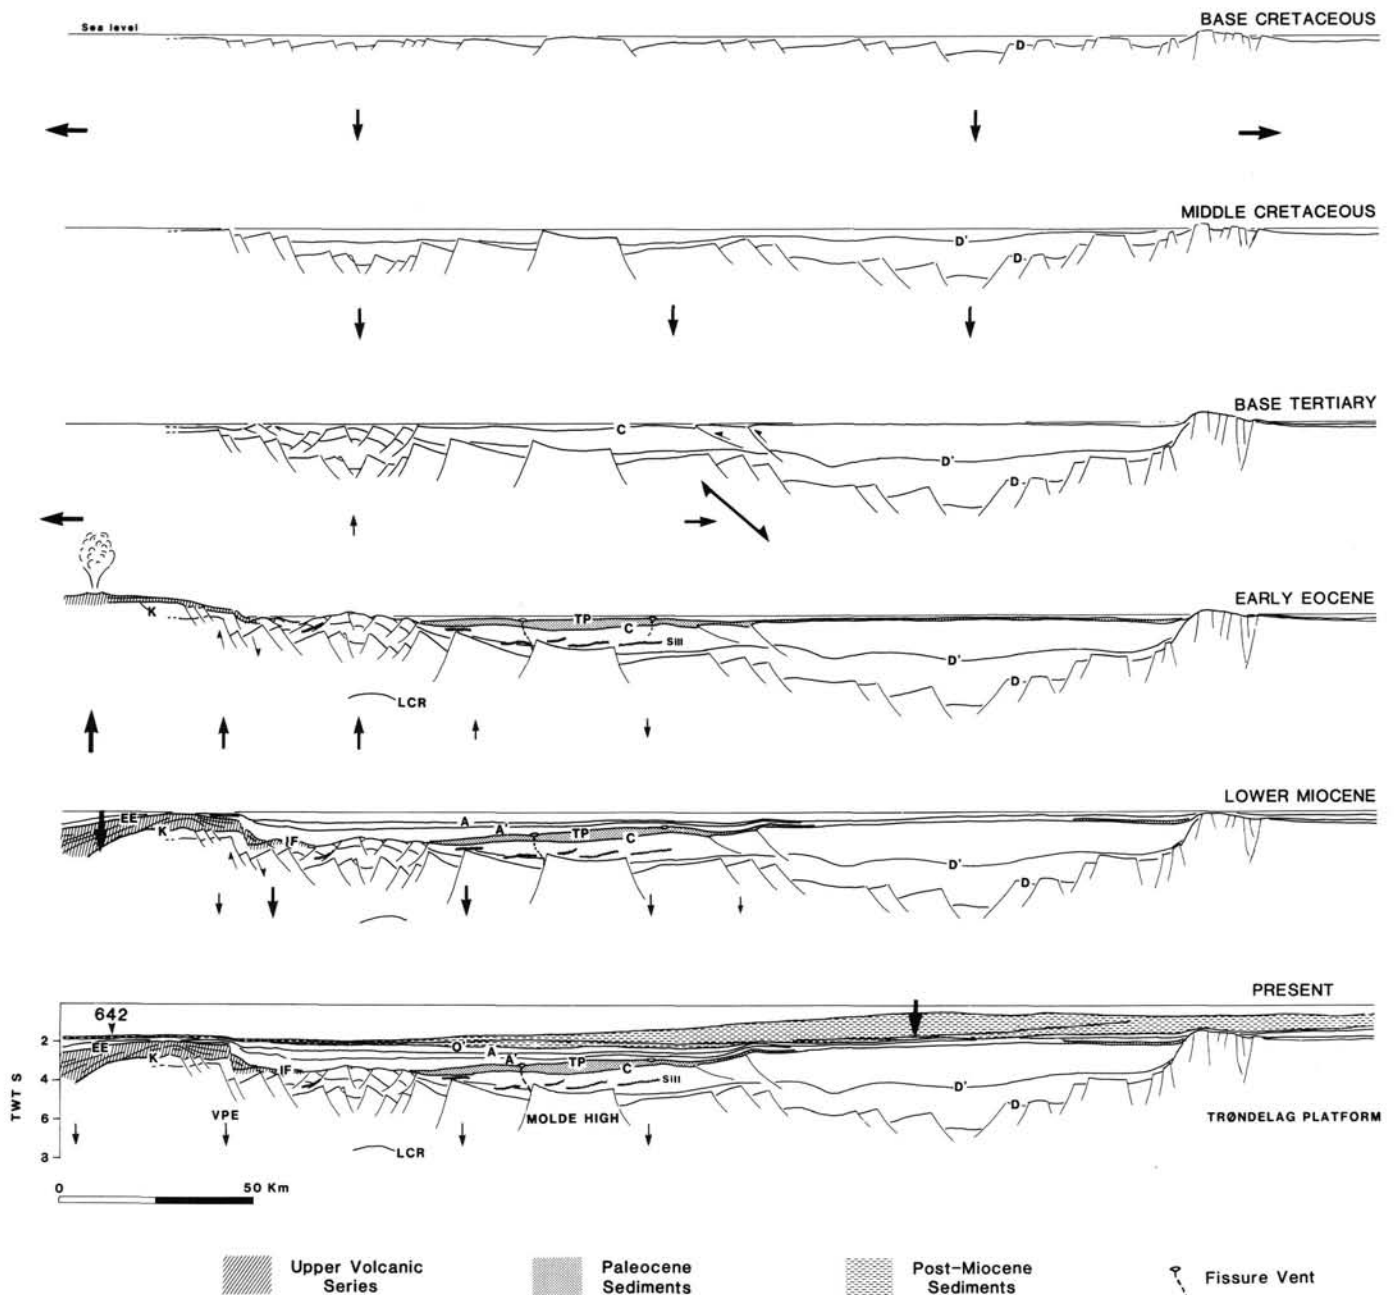 BASE CRETACEOUS
Sea level
D
MIDDLE CRETACEOUS
D'
D
BASE TERTIARY
C
D'
D
EARLY EOCENE
K
TP
C
Sill
D'
D
LCR
LOWER MIOCENE
EE
K
IF
A
A'
TP
C
D'
D
PRESENT
642
2
EE
K
O
A
A'
TP
C
IF
4
Sill
D'
D
TWT S
6
VPE
MOLDE HIGH
TRØNDELAG PLATFORM
LCR
3
0 50 Km
Upper Volcanic
Series
Paleocene
Sediments
Post-Miocene
Sediments
Fissure Vent